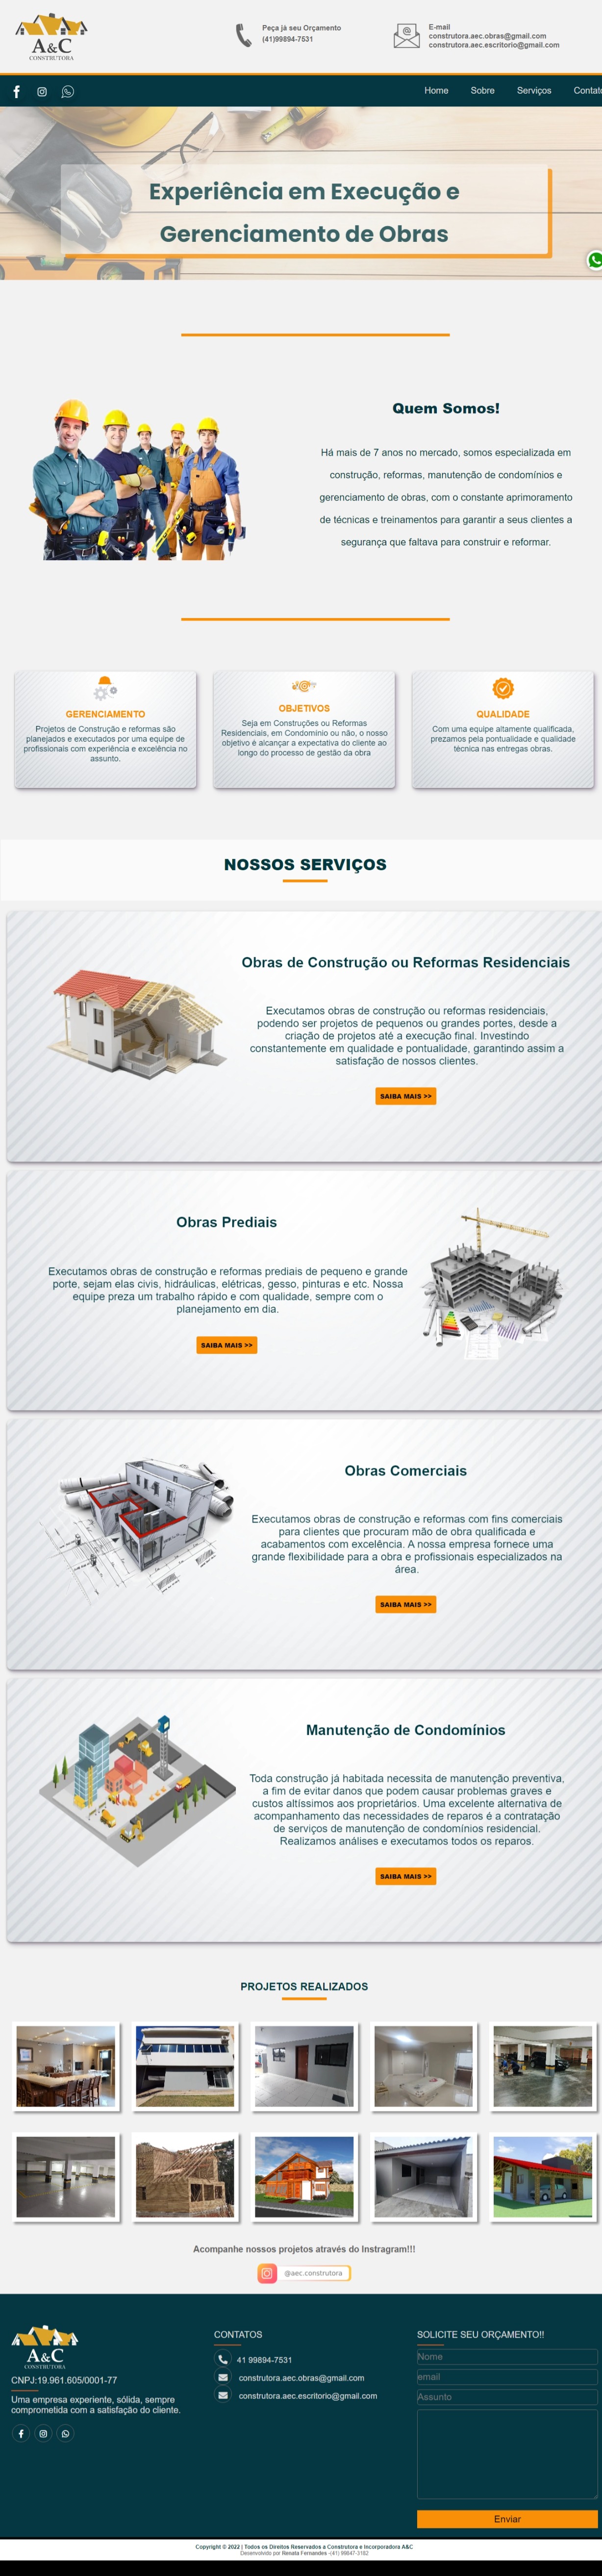 A&C
CONSTRUTORA
Peça já seu Orçamento
(41)99894-7531
E-mail
construtora.aec.obras@gmail.com
construtora.aec.escritorio@gmail.com
Home Sobre Serviços Contato
Experiência em Execução e
Gerenciamento de Obras
Quem Somos!
Há mais de 7 anos no mercado, somos especializada em
construção, reformas, manutenção de condomínios e
gerenciamento de obras, com o constante aprimoramento
de técnicas e treinamentos para garantir a seus clientes a
segurança que faltava para construir e reformar.
GERENCIAMENTO
Projetos de Construção e reformas são
planejados e executados por uma equipe de
profissionais com experiência e excelência no
assunto.
OBJETIVOS
Seja em Construções ou Reformas
Residenciais, em Condomínio ou não, o nosso
objetivo é alcançar a expectativa do cliente ao
longo do processo de gestão da obra
QUALIDADE
Com uma equipe altamente qualificada,
prezamos pela pontualidade e qualidade
técnica nas entregas obras.
NOSSOS SERVIÇOS
Obras de Construção ou Reformas Residenciais
Executamos obras de construção ou reformas residenciais,
podendo ser projetos de pequenos ou grandes portes, desde a
criação de projetos até a execução final. Investindo
constantemente em qualidade e pontualidade, garantindo assim a
satisfação de nossos clientes.
SAIBA MAIS >>
Obras Prediais
Executamos obras de construção e reformas prediais de pequeno e grande
porte, sejam elas civis, hidráulicas, elétricas, gesso, pinturas e etc. Nossa
equipe preza um trabalho rápido e com qualidade, sempre com o
planejamento em dia.
SAIBA MAIS >>
Obras Comerciais
Executamos obras de construção e reformas com fins comerciais
para clientes que procuram mão de obra qualificada e
acabamentos com excelência. A nossa empresa fornece uma
grande flexibilidade para a obra e profissionais especializados na
área.
SAIBA MAIS >>
Manutenção de Condomínios
Toda construção já habitada necessita de manutenção preventiva,
a fim de evitar danos que podem causar problemas graves e
custos altíssimos aos proprietários. Uma excelente alternativa de
acompanhamento das necessidades de reparos é a contratação
de serviços de manutenção de condomínios residencial.
Realizamos análises e executamos todos os reparos.
SAIBA MAIS >>
PROJETOS REALIZADOS
Acompanhe nossos projetos através do Instragram!!!
@aec.construtora
A&C
CONSTRUTORA
CNPJ:19.961.605/0001-77
Uma empresa experiente, sólida, sempre
comprometida com a satisfação do cliente.
CONTATOS
41 99894-7531
construtora.aec.obras@gmail.com
construtora.aec.escritorio@gmail.com
SOLICITE SEU ORÇAMENTO!!
Nome
email
Assunto
Enviar
Copyright © 2022 | Todos os Direitos Reservados a Construtora e Incorporadora A&C
Desenvolvido por Renata Fernandes -(41) 99847-3182